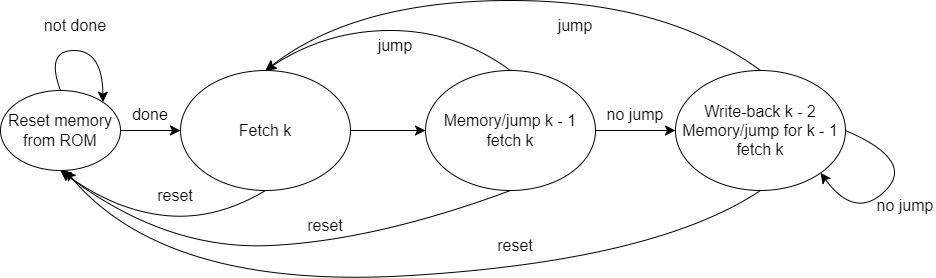 not done
Reset memory
from ROM
done
Fetch k
jump
Memory/jump k - 1
fetch k
no jump
jump
Write-back k - 2
Memory/jump for k - 1
fetch k
no jump
reset
reset
reset